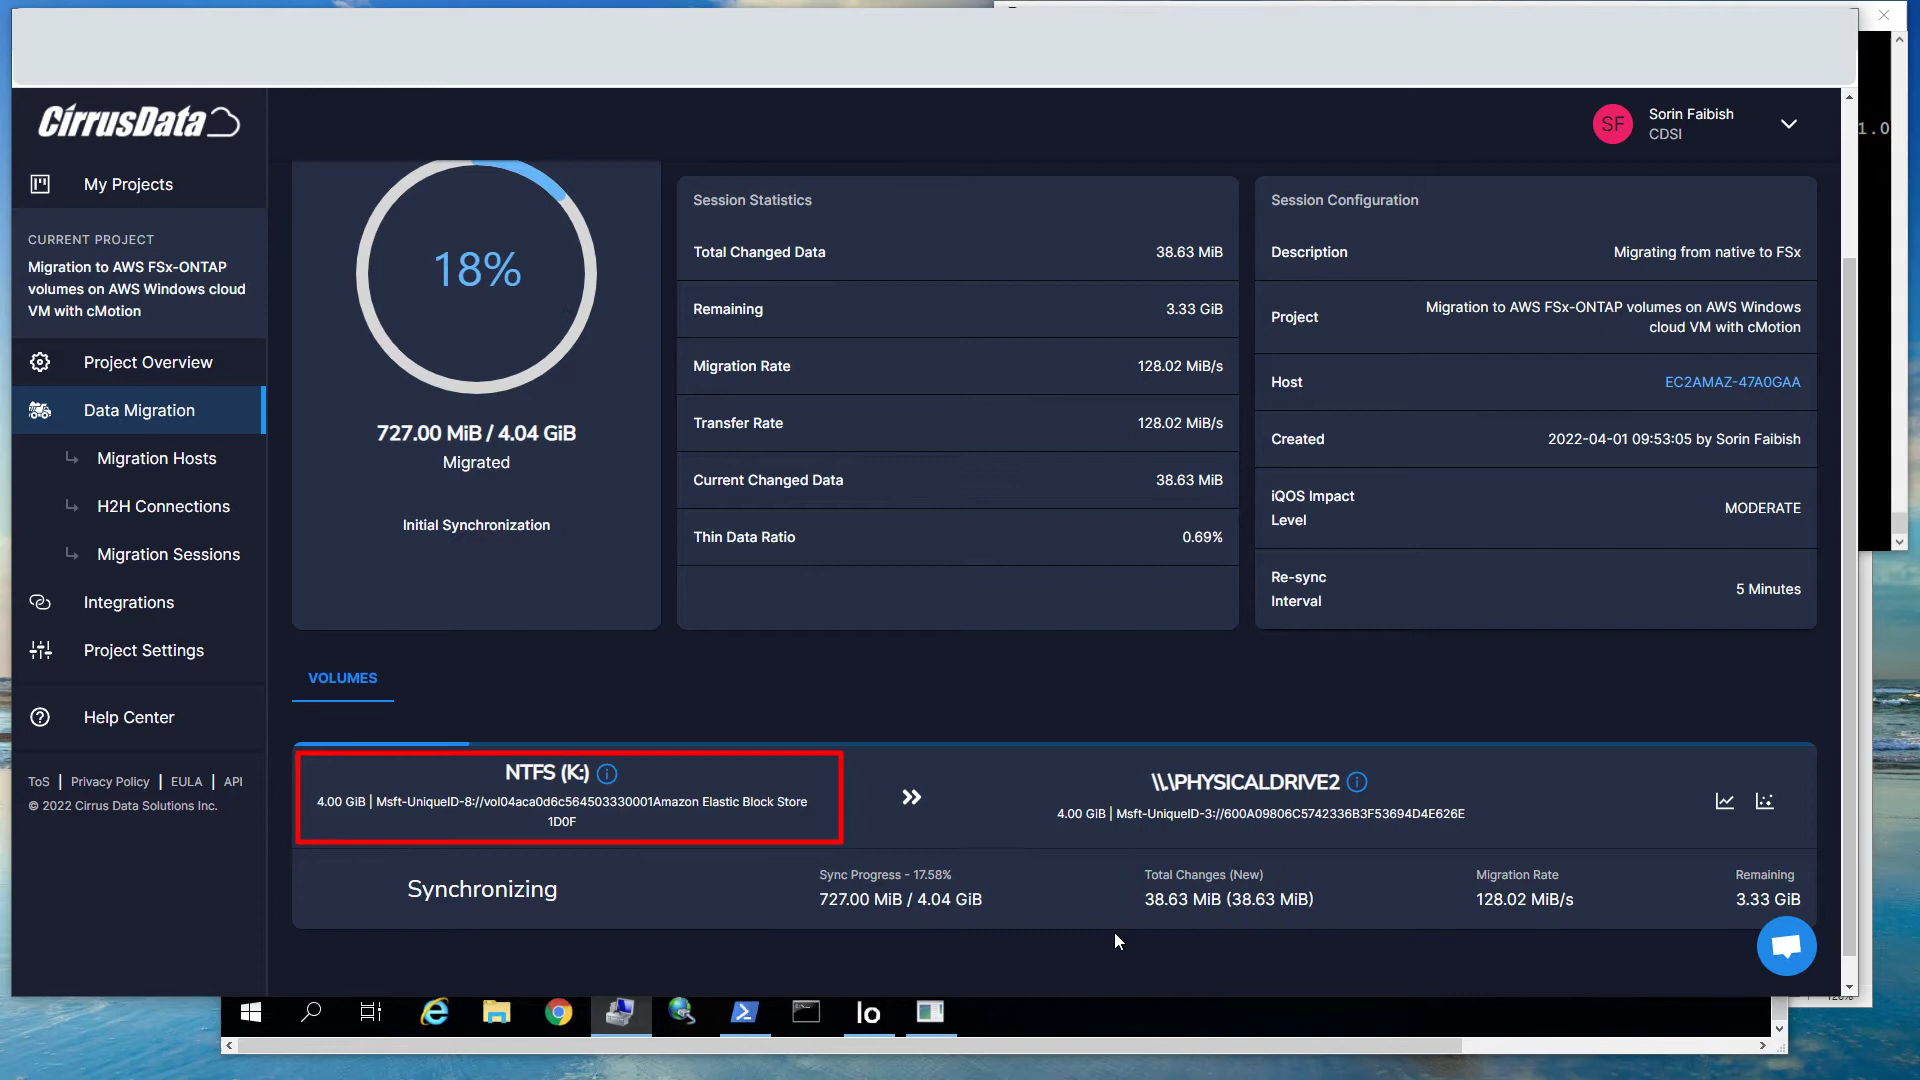 CirrusData
SF
Sorin Faibish
CDSI
1.0
My Projects
CURRENT PROJECT
Migration to AWS FSx-ONTAP
volumes on AWS Windows cloud
VM with cMotion
Project Overview
Data Migration
Migration Hosts
H2H Connections
Migration Sessions
Integrations
Project Settings
Help Center
ToS | Privacy Policy | EULA | API
© 2022 Cirrus Data Solutions Inc.
18%
727.00 MiB / 4.04 GiB
Migrated
Initial Synchronization
Session Statistics
Total Changed Data 38.63 MiB
Remaining 3.33 GiB
Migration Rate 128.02 MiB/s
Transfer Rate 128.02 MiB/s
Current Changed Data 38.63 MiB
Thin Data Ratio 0.69%
Session Configuration
Description Migrating from native to FSx
Project Migration to AWS FSx-ONTAP volumes on AWS Windows
cloud VM with cMotion
Host EC2AMAZ-47A0GAA
Created 2022-04-01 09:53:05 by Sorin Faibish
iQOS Impact
Level MODERATE
Re-sync
Interval 5 Minutes
VOLUMES
NTFS (K:)
4.00 GiB | Msft-UniqueID-8://vol04aca0d6c564503330001Amazon Elastic Block Store
1D0F
\\.\PHYSICALDRIVE2
4.00 GiB | Msft-UniqueID-3://600A09806C5742336B3F53694D4E626E
Synchronizing
Sync Progress - 17.58%
727.00 MiB / 4.04 GiB
Total Changes (New)
38.63 MiB (38.63 MiB)
Migration Rate
128.02 MiB/s
Remaining
3.33 GiB
Io